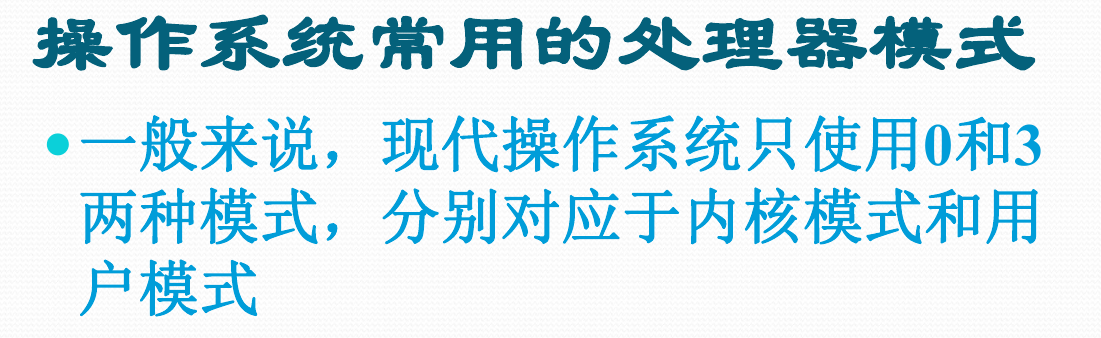 操作系统常用的处理器模式
•一般来说，现代操作系统只使用0和3
两种模式，分别对应于内核模式和用
户模式